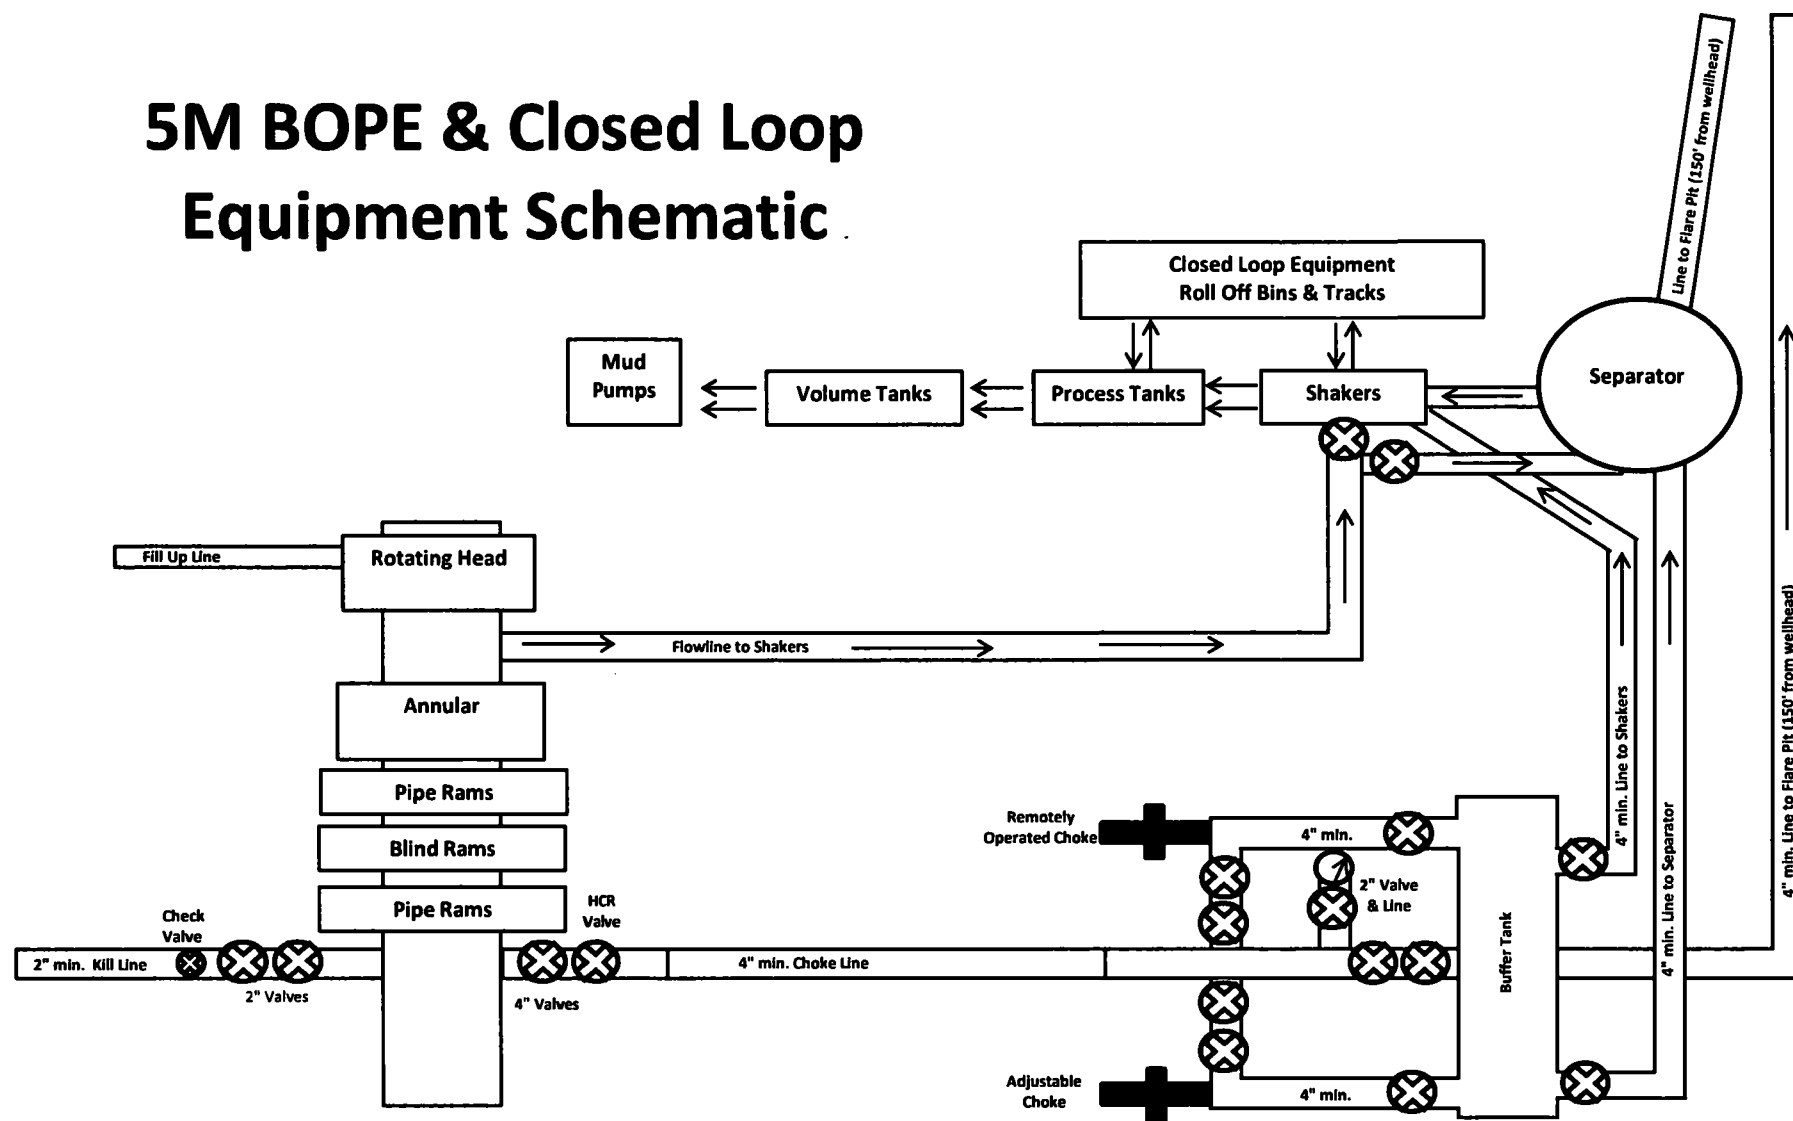 5M BOPE & Closed Loop
Equipment Schematic
Line to Flare Pit (150' from wellhead)
Closed Loop Equipment
Roll Off Bins & Tracks
Mud
Pumps
Volume Tanks
Process Tanks
Shakers
Separator
Fill Up Line
Rotating Head
Flowline to Shakers
Annular
Pipe Rams
Blind Rams
Pipe Rams
Check
Valve
HCR
Valve
2" min. Kill Line
2" Valves
4" Valves
4" min. Choke Line
Remotely
Operated Choke
4" min.
2" Valve
& Line
Buffer Tank
Adjustable
Choke
4" min.
4" min. Line to Shakers
4" min. Line to Separator
4" min. Line to Flare Pit (150' from wellhead)